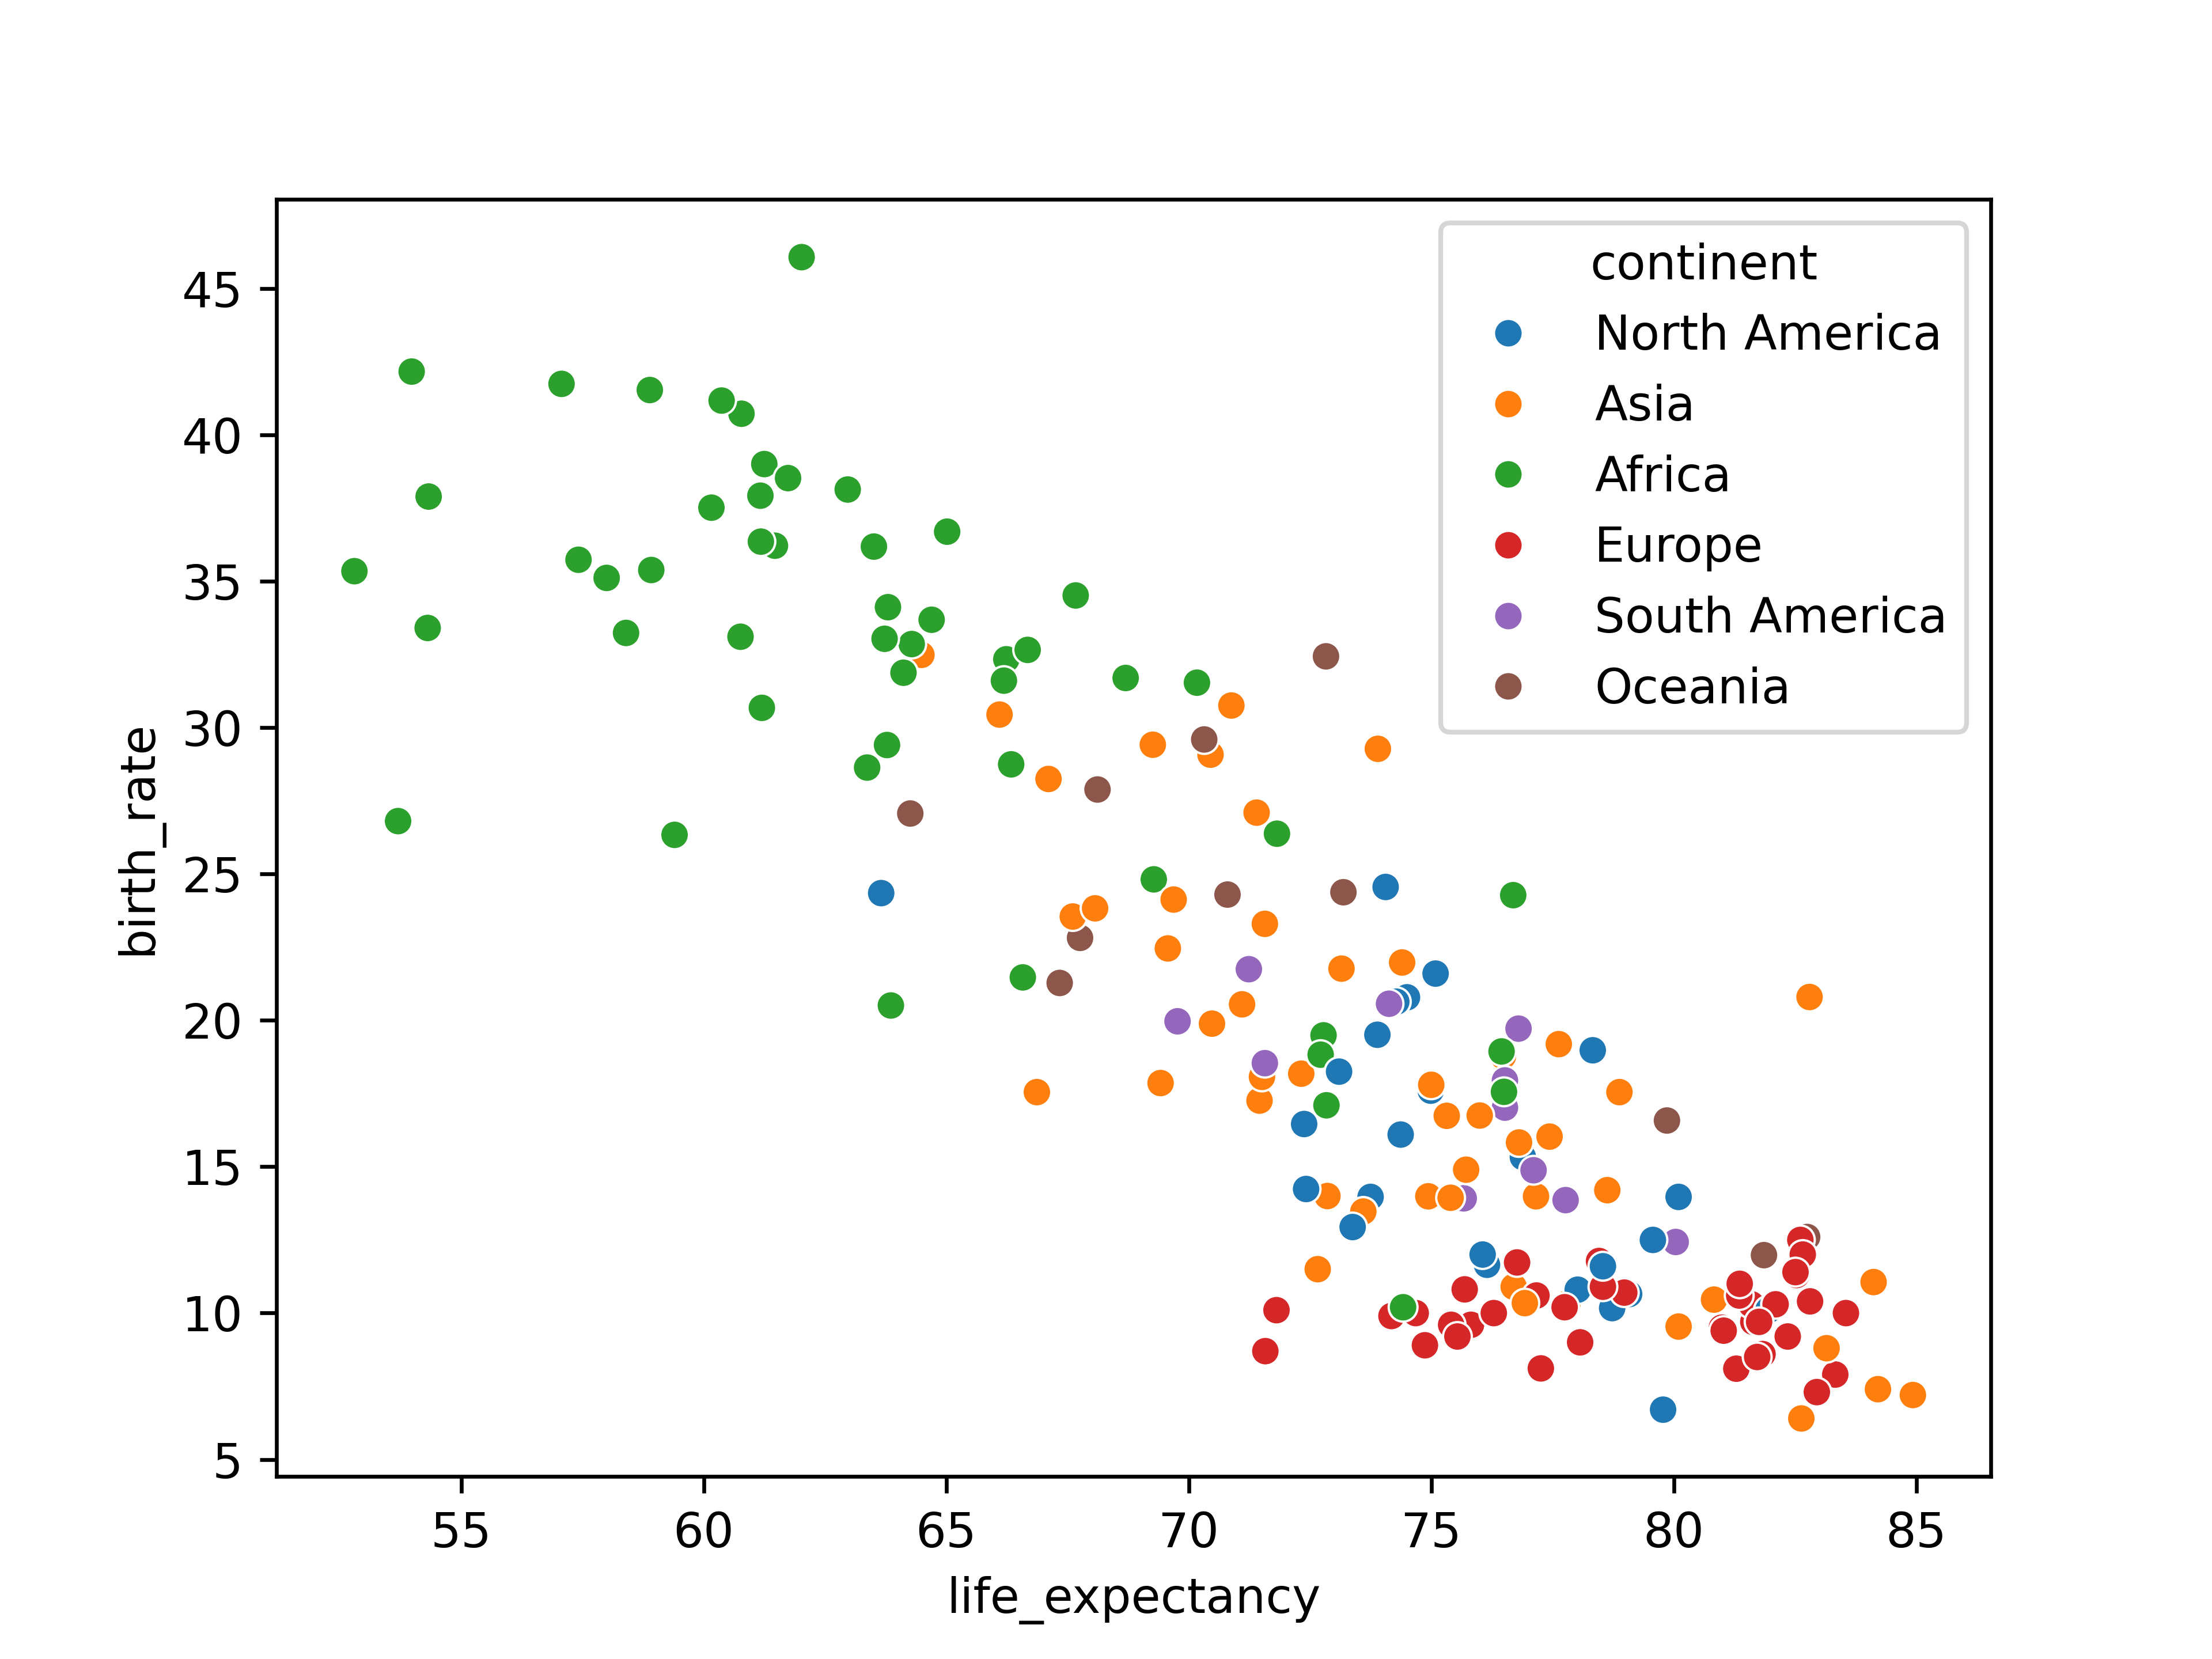 continent
North America
Asia
Africa
Europe
South America
Oceania
45
40
35
30
25
20
15
10
5
birth_rate
55 60 65 70 75 80 85
life_expectancy